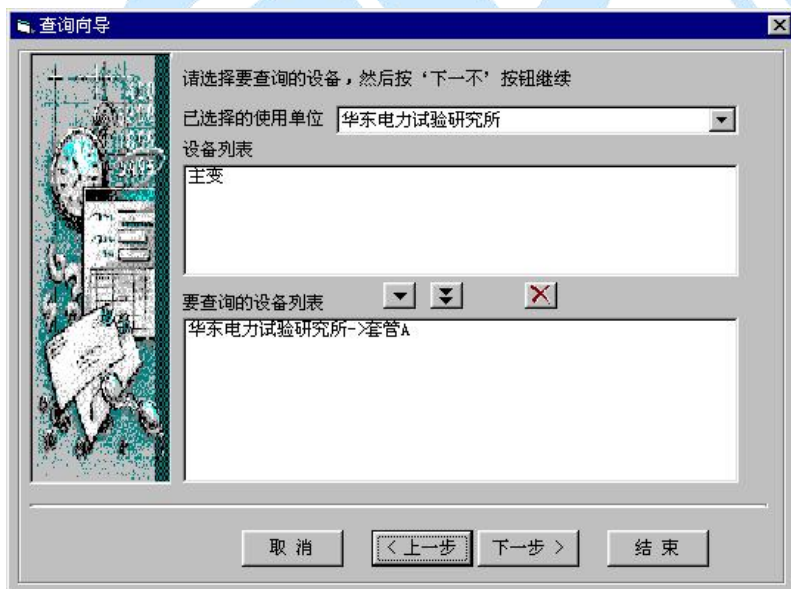 查询向导
请选择要查询的设备，然后按‘下一不’按钮继续
已选择的使用单位 华东电力试验研究所
设备列表
主变
要查询的设备列表
华东电力试验研究所->套管A
取 消 < 上一步 下一步 > 结 束